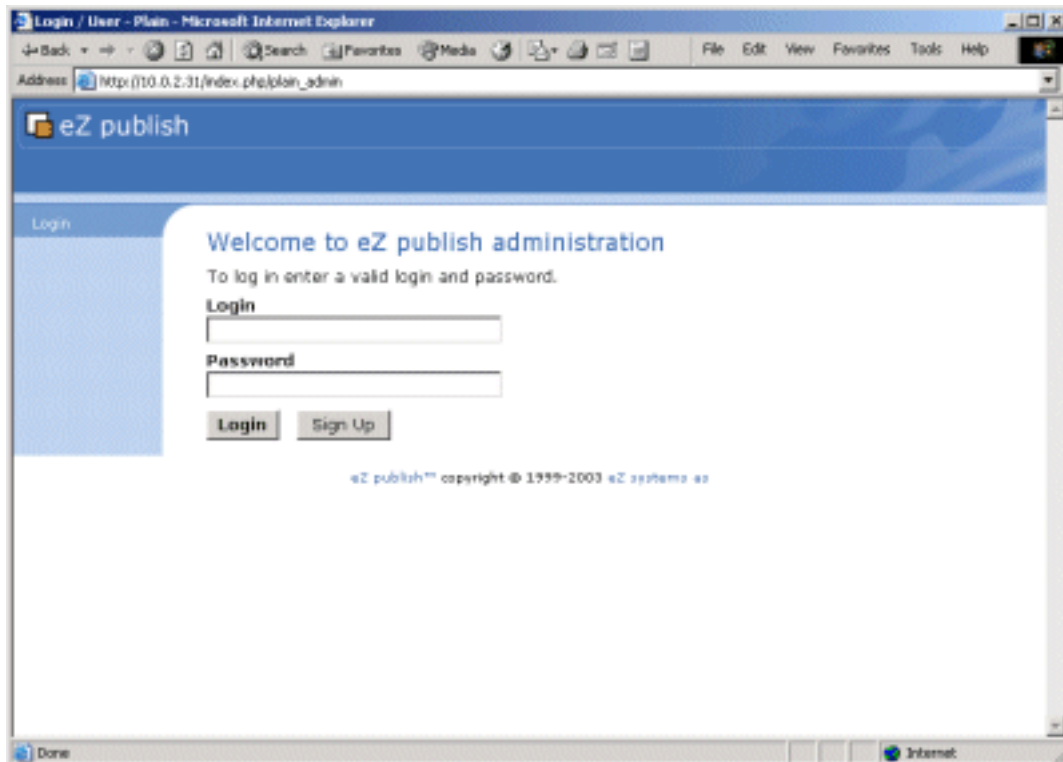 Login / User - Plain - Microsoft Internet Explorer
Back Search Favorites Media File Edit View Favorites Tools Help
Address http://10.0.2.31/index.php/plain_admin
eZ publish
Login
Welcome to eZ publish administration
To log in enter a valid login and password.
Login
Password
Login Sign Up
eZ publish™ copyright © 1999-2003 eZ systems as
Done Internet